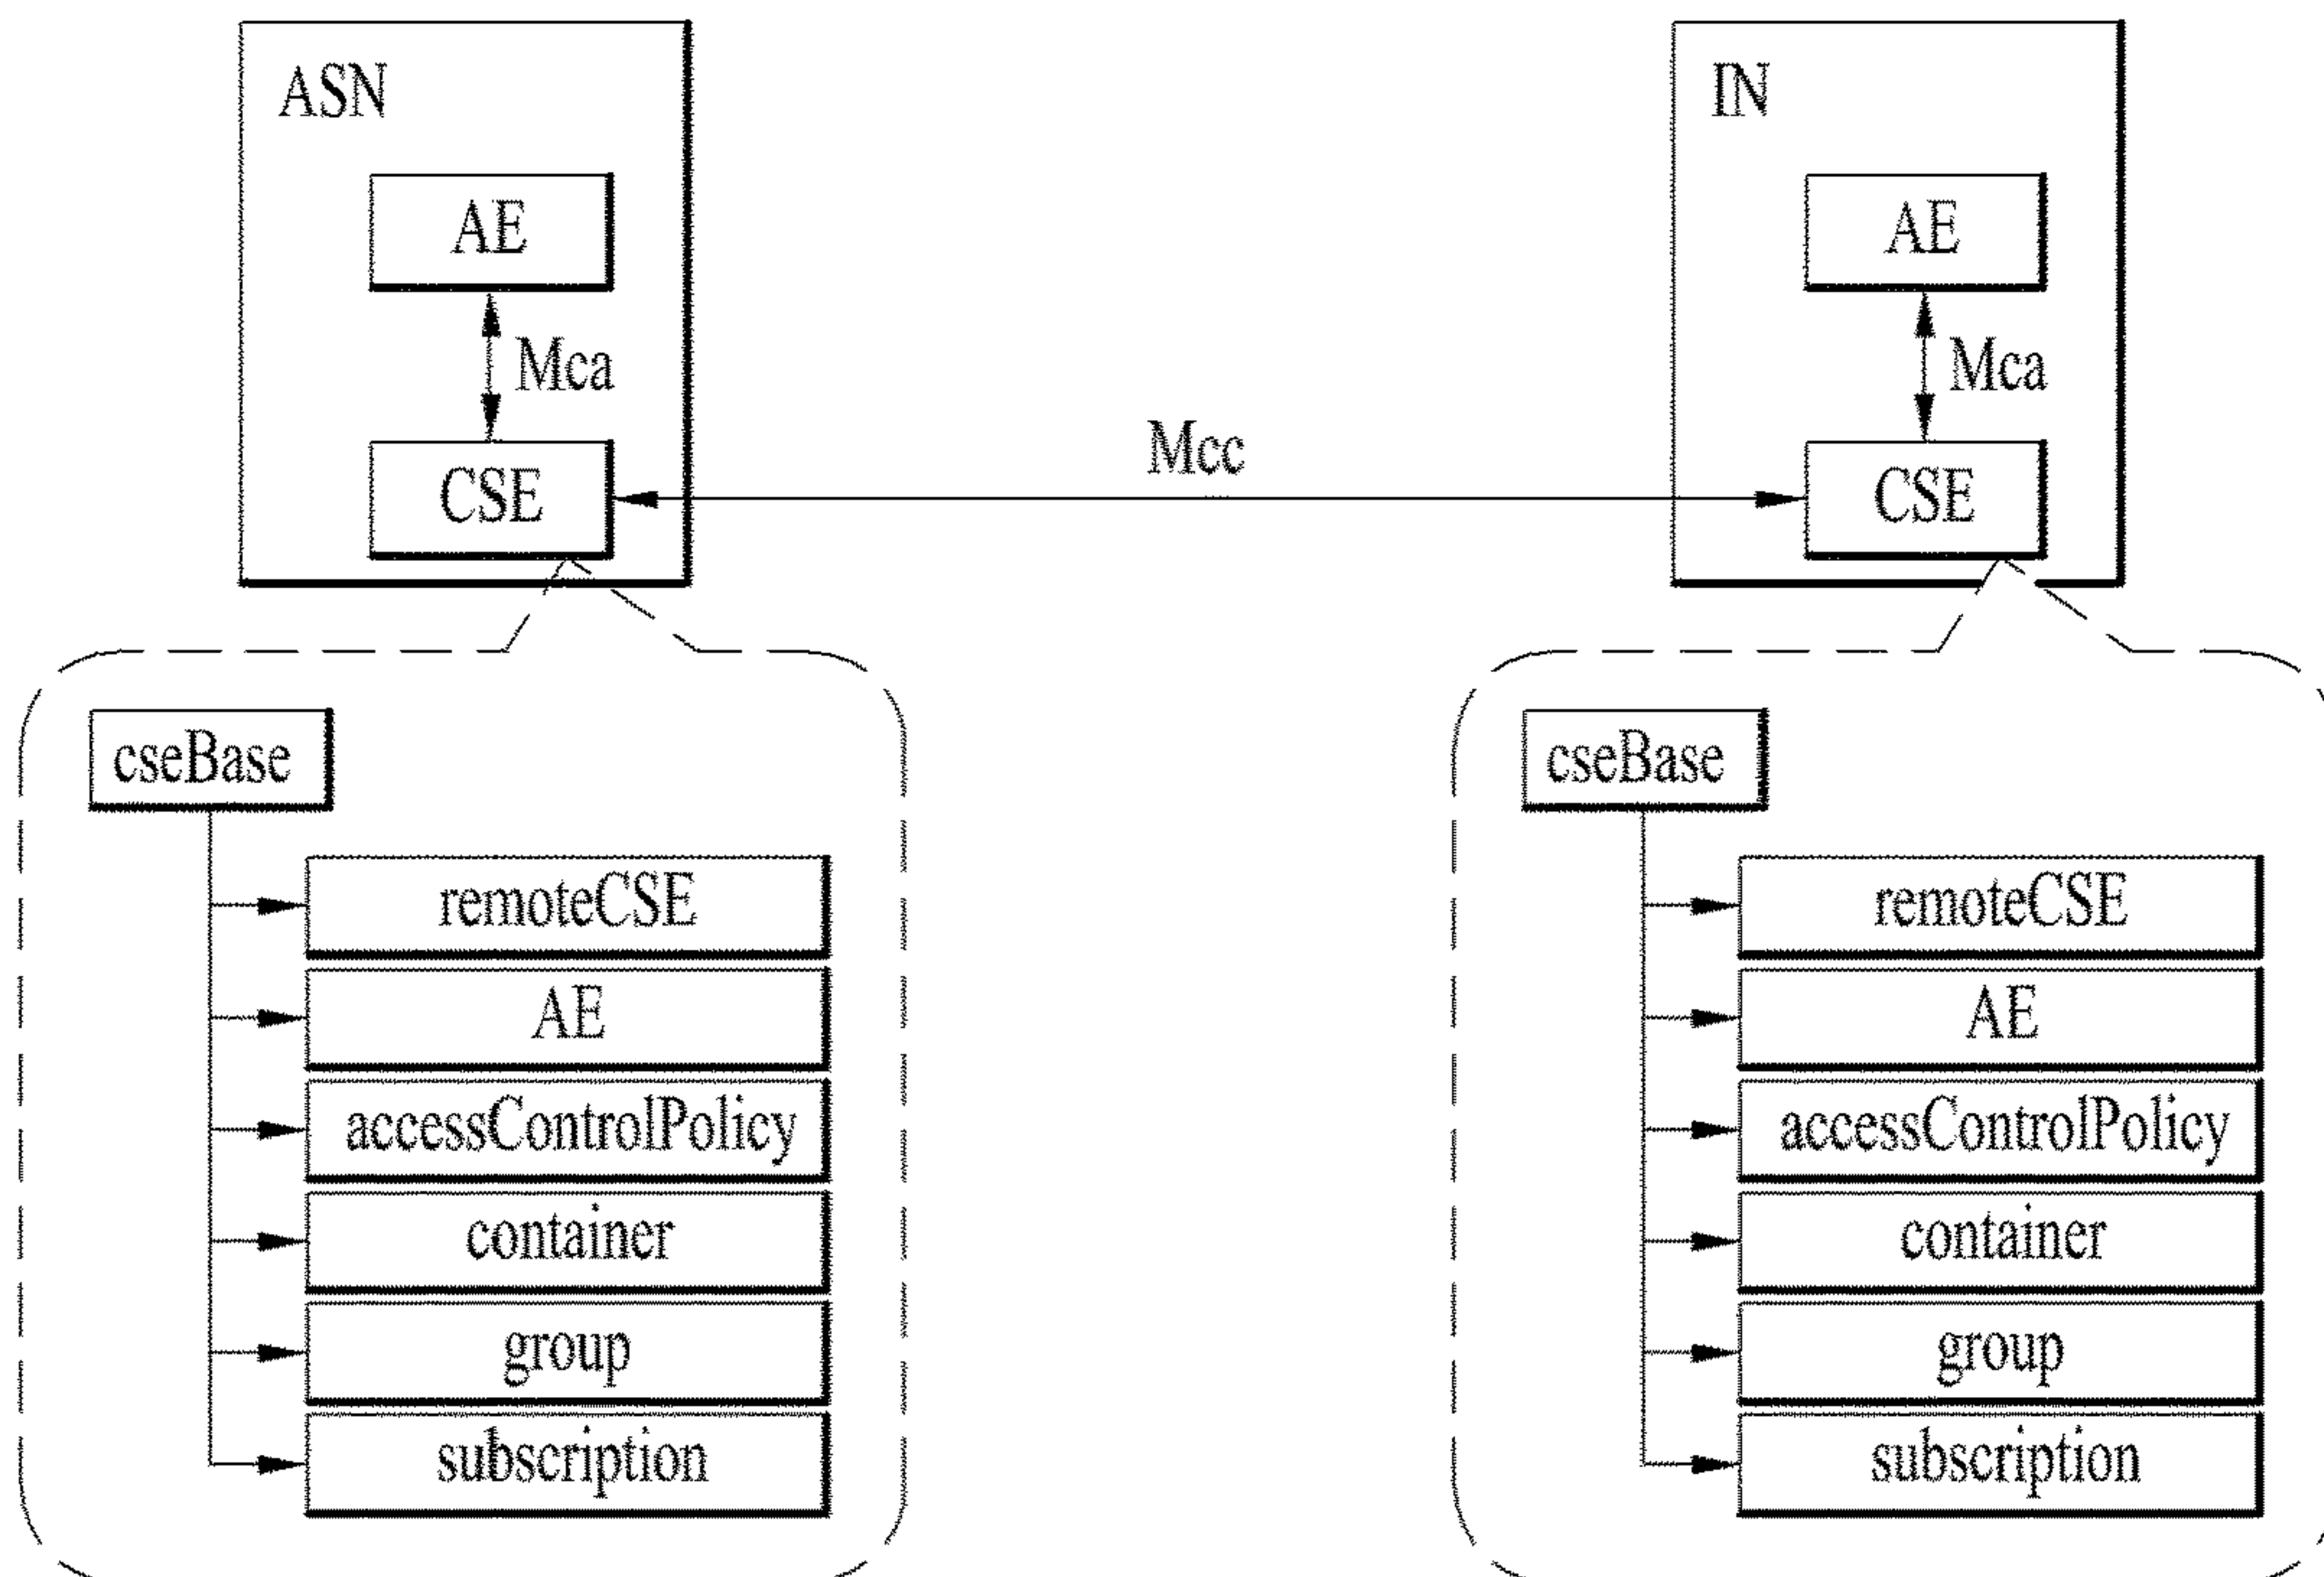 ASN
AE
Mca
CSE
Mcc
IN
AE
Mca
CSE
cseBase
remoteCSE
AE
accessControlPolicy
container
group
subscription
cseBase
remoteCSE
AE
accessControlPolicy
container
group
subscription